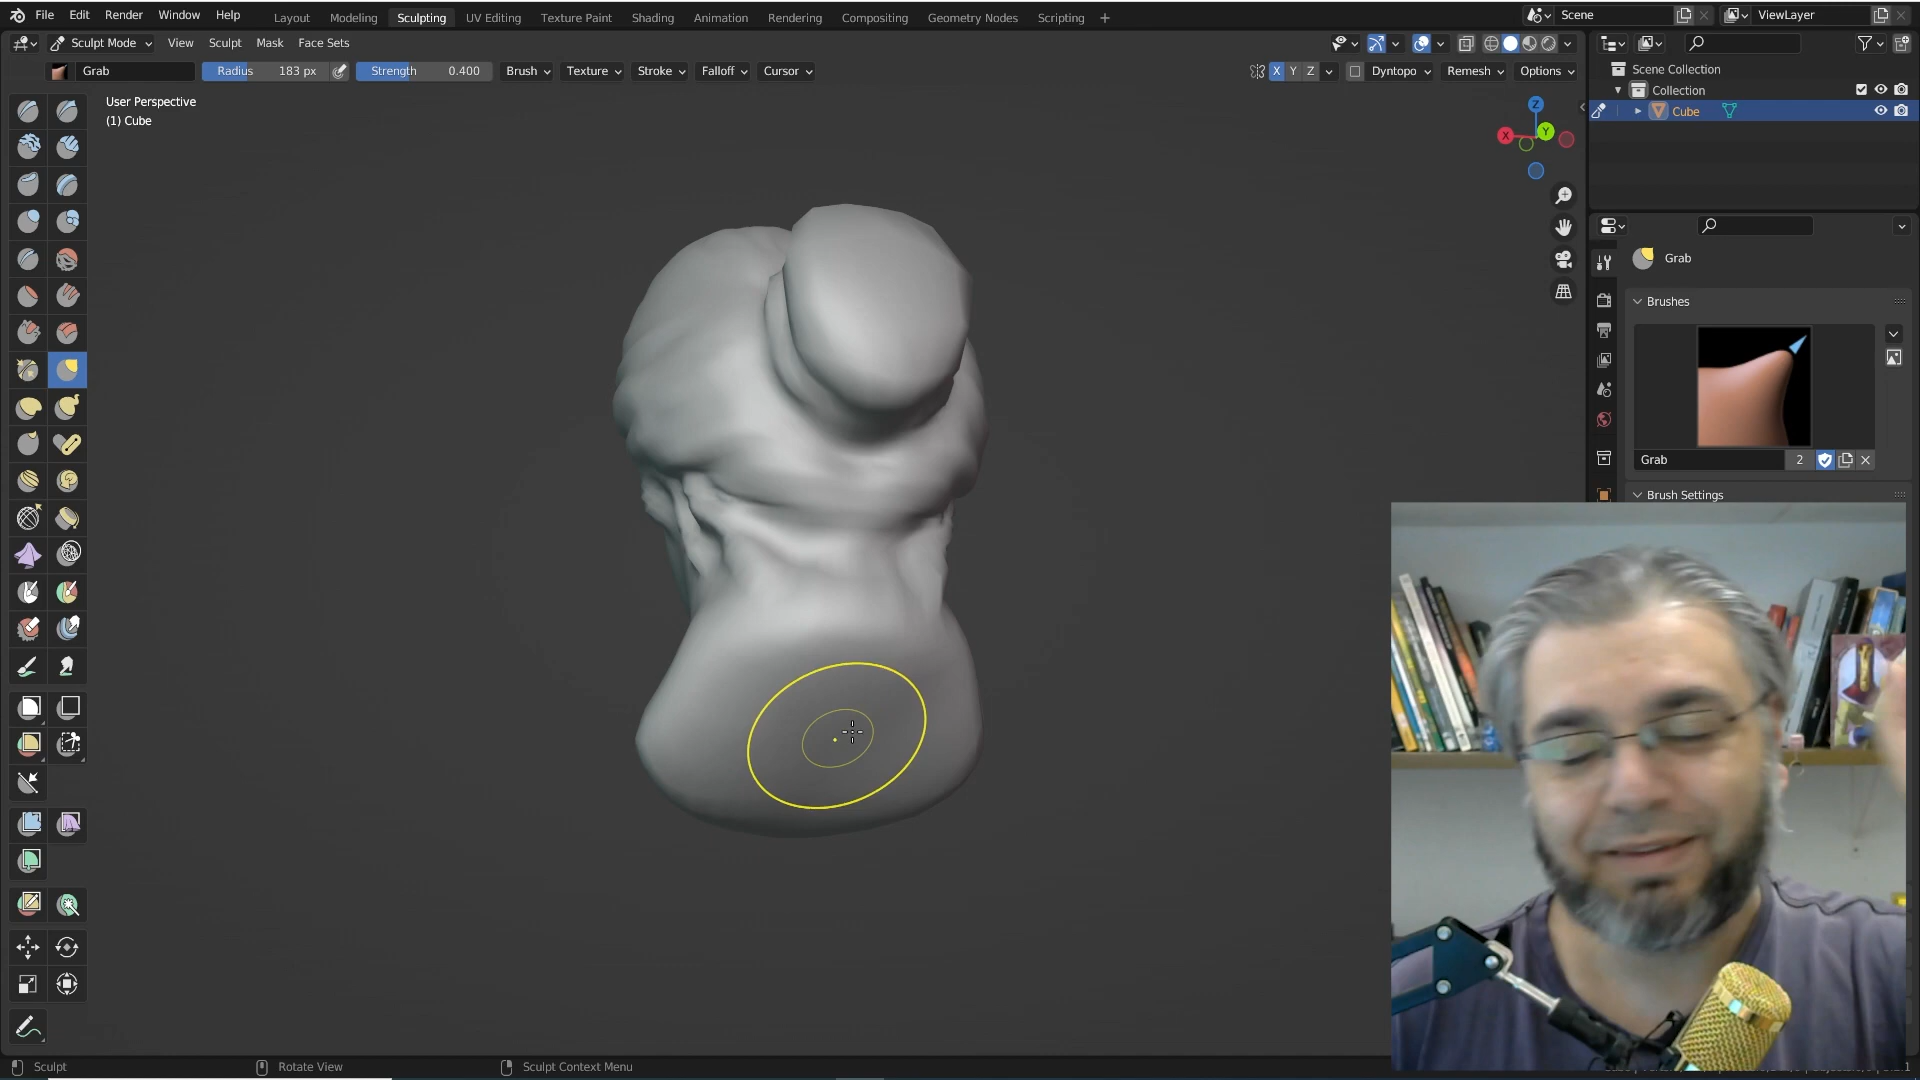 File Edit Render Window Help Layout Modeling Sculpting UV Editing Texture Paint Shading Animation Rendering Compositing Geometry Nodes Scripting + Scene ViewLayer
Sculpt Mode View Sculpt Mask Face Sets
Grab Radius 183 px Strength 0.400 Brush Texture Stroke Falloff Cursor X Y Z Dyntopo Remesh Options
User Perspective
(1) Cube
Z
X Y
Scene Collection
Collection
Cube
Grab
Brushes
Grab 2
Brush Settings
Sculpt Rotate View Sculpt Context Menu